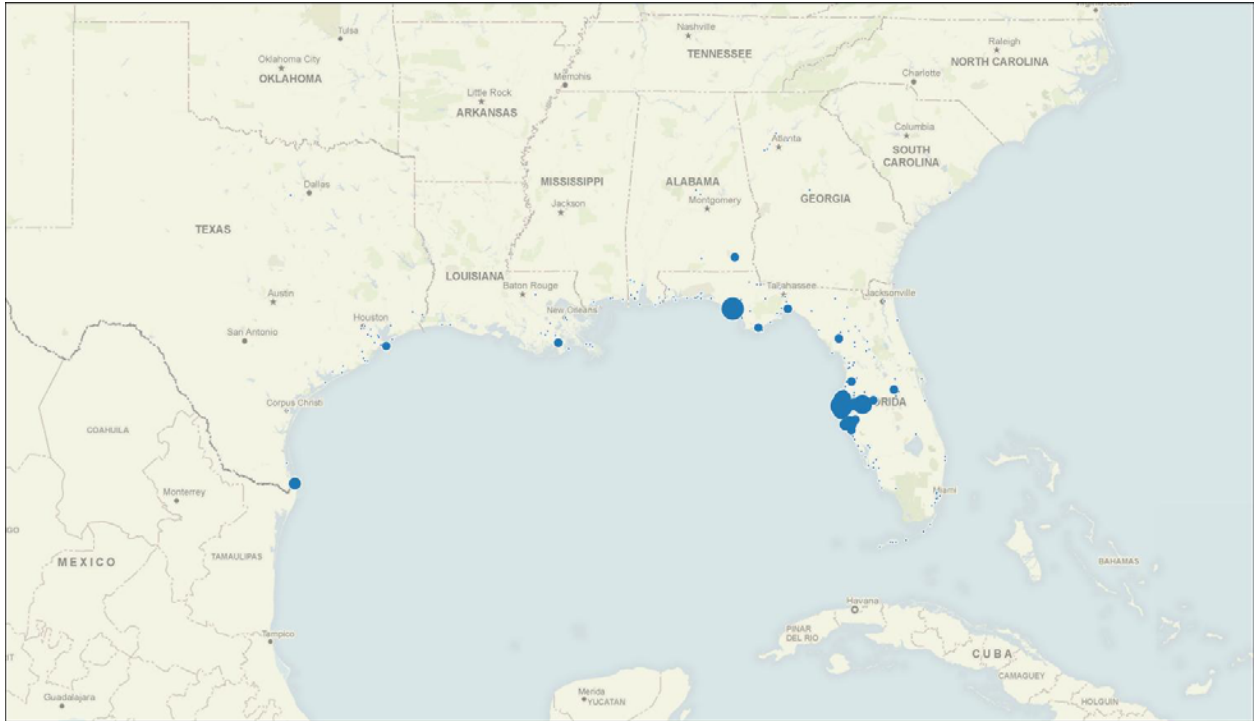 Tulsa
Nashville
TENNESSEE
Raleigh
NORTH CAROLINA
Oklahoma City
OKLAHOMA
Memphis
Charlotte
Little Rock
ARKANSAS
Columbia
SOUTH
CAROLINA
Atlanta
Dallas
MISSISSIPPI
Jackson
ALABAMA
Montgomery
GEORGIA
TEXAS
LOUISIANA
Baton Rouge
Tallahassee
Jacksonville
Austin
Houston
New Orleans
San Antonio
Corpus Christi
ORIDA
COAHUILA
Monterrey
Miami
TAMAULIPAS
MEXICO
BAHAMAS
Havana
Tampico
PINAR
DEL RIO
CUBA
CAMAGUEY
Merida
YUCATAN
HOLGUIN
Guadalajara